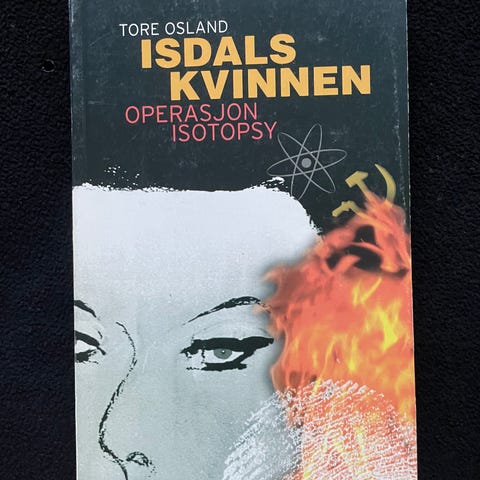 TORE OSLAND
ISDALS
KVINNEN
OPERASJON
ISOTOPSY